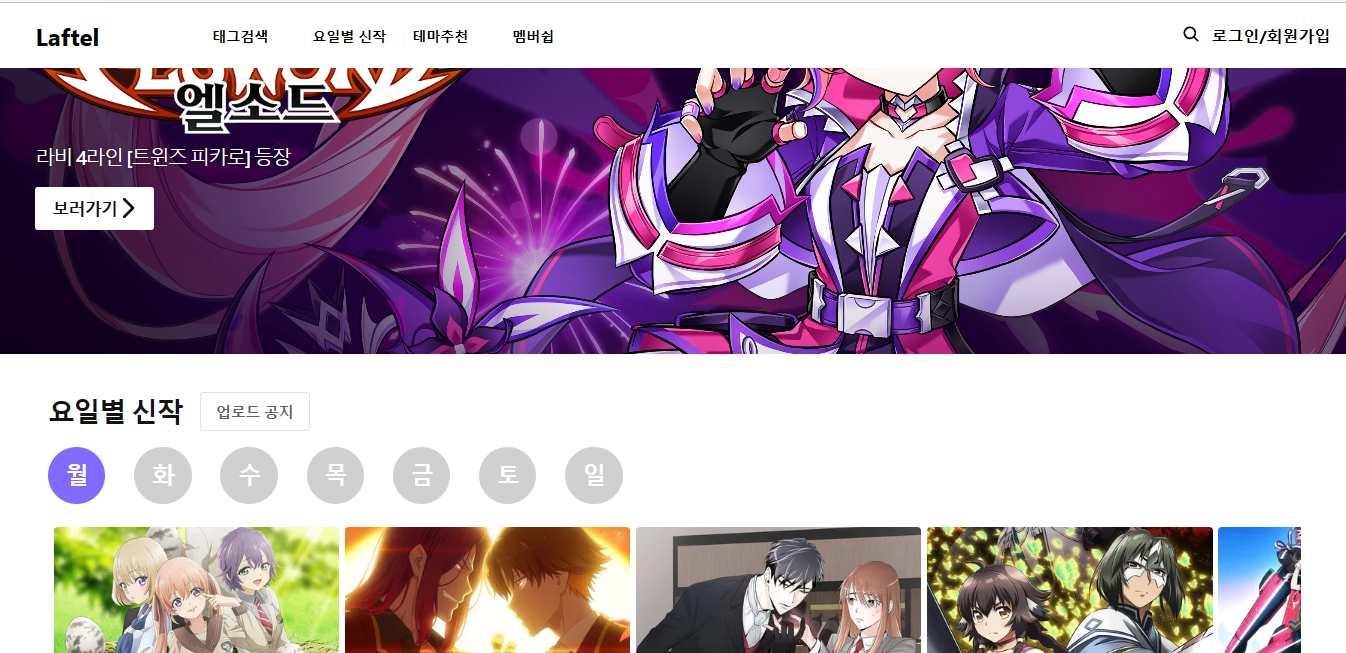 Laftel
태그검색
요일별 신작
테마추천
멤버쉽
로그인/회원가입
엘소드
라비 4라인 [트윈즈 피카로] 등장
보러가기
요일별 신작
업로드 공지
월
화
수
목
금
토
일